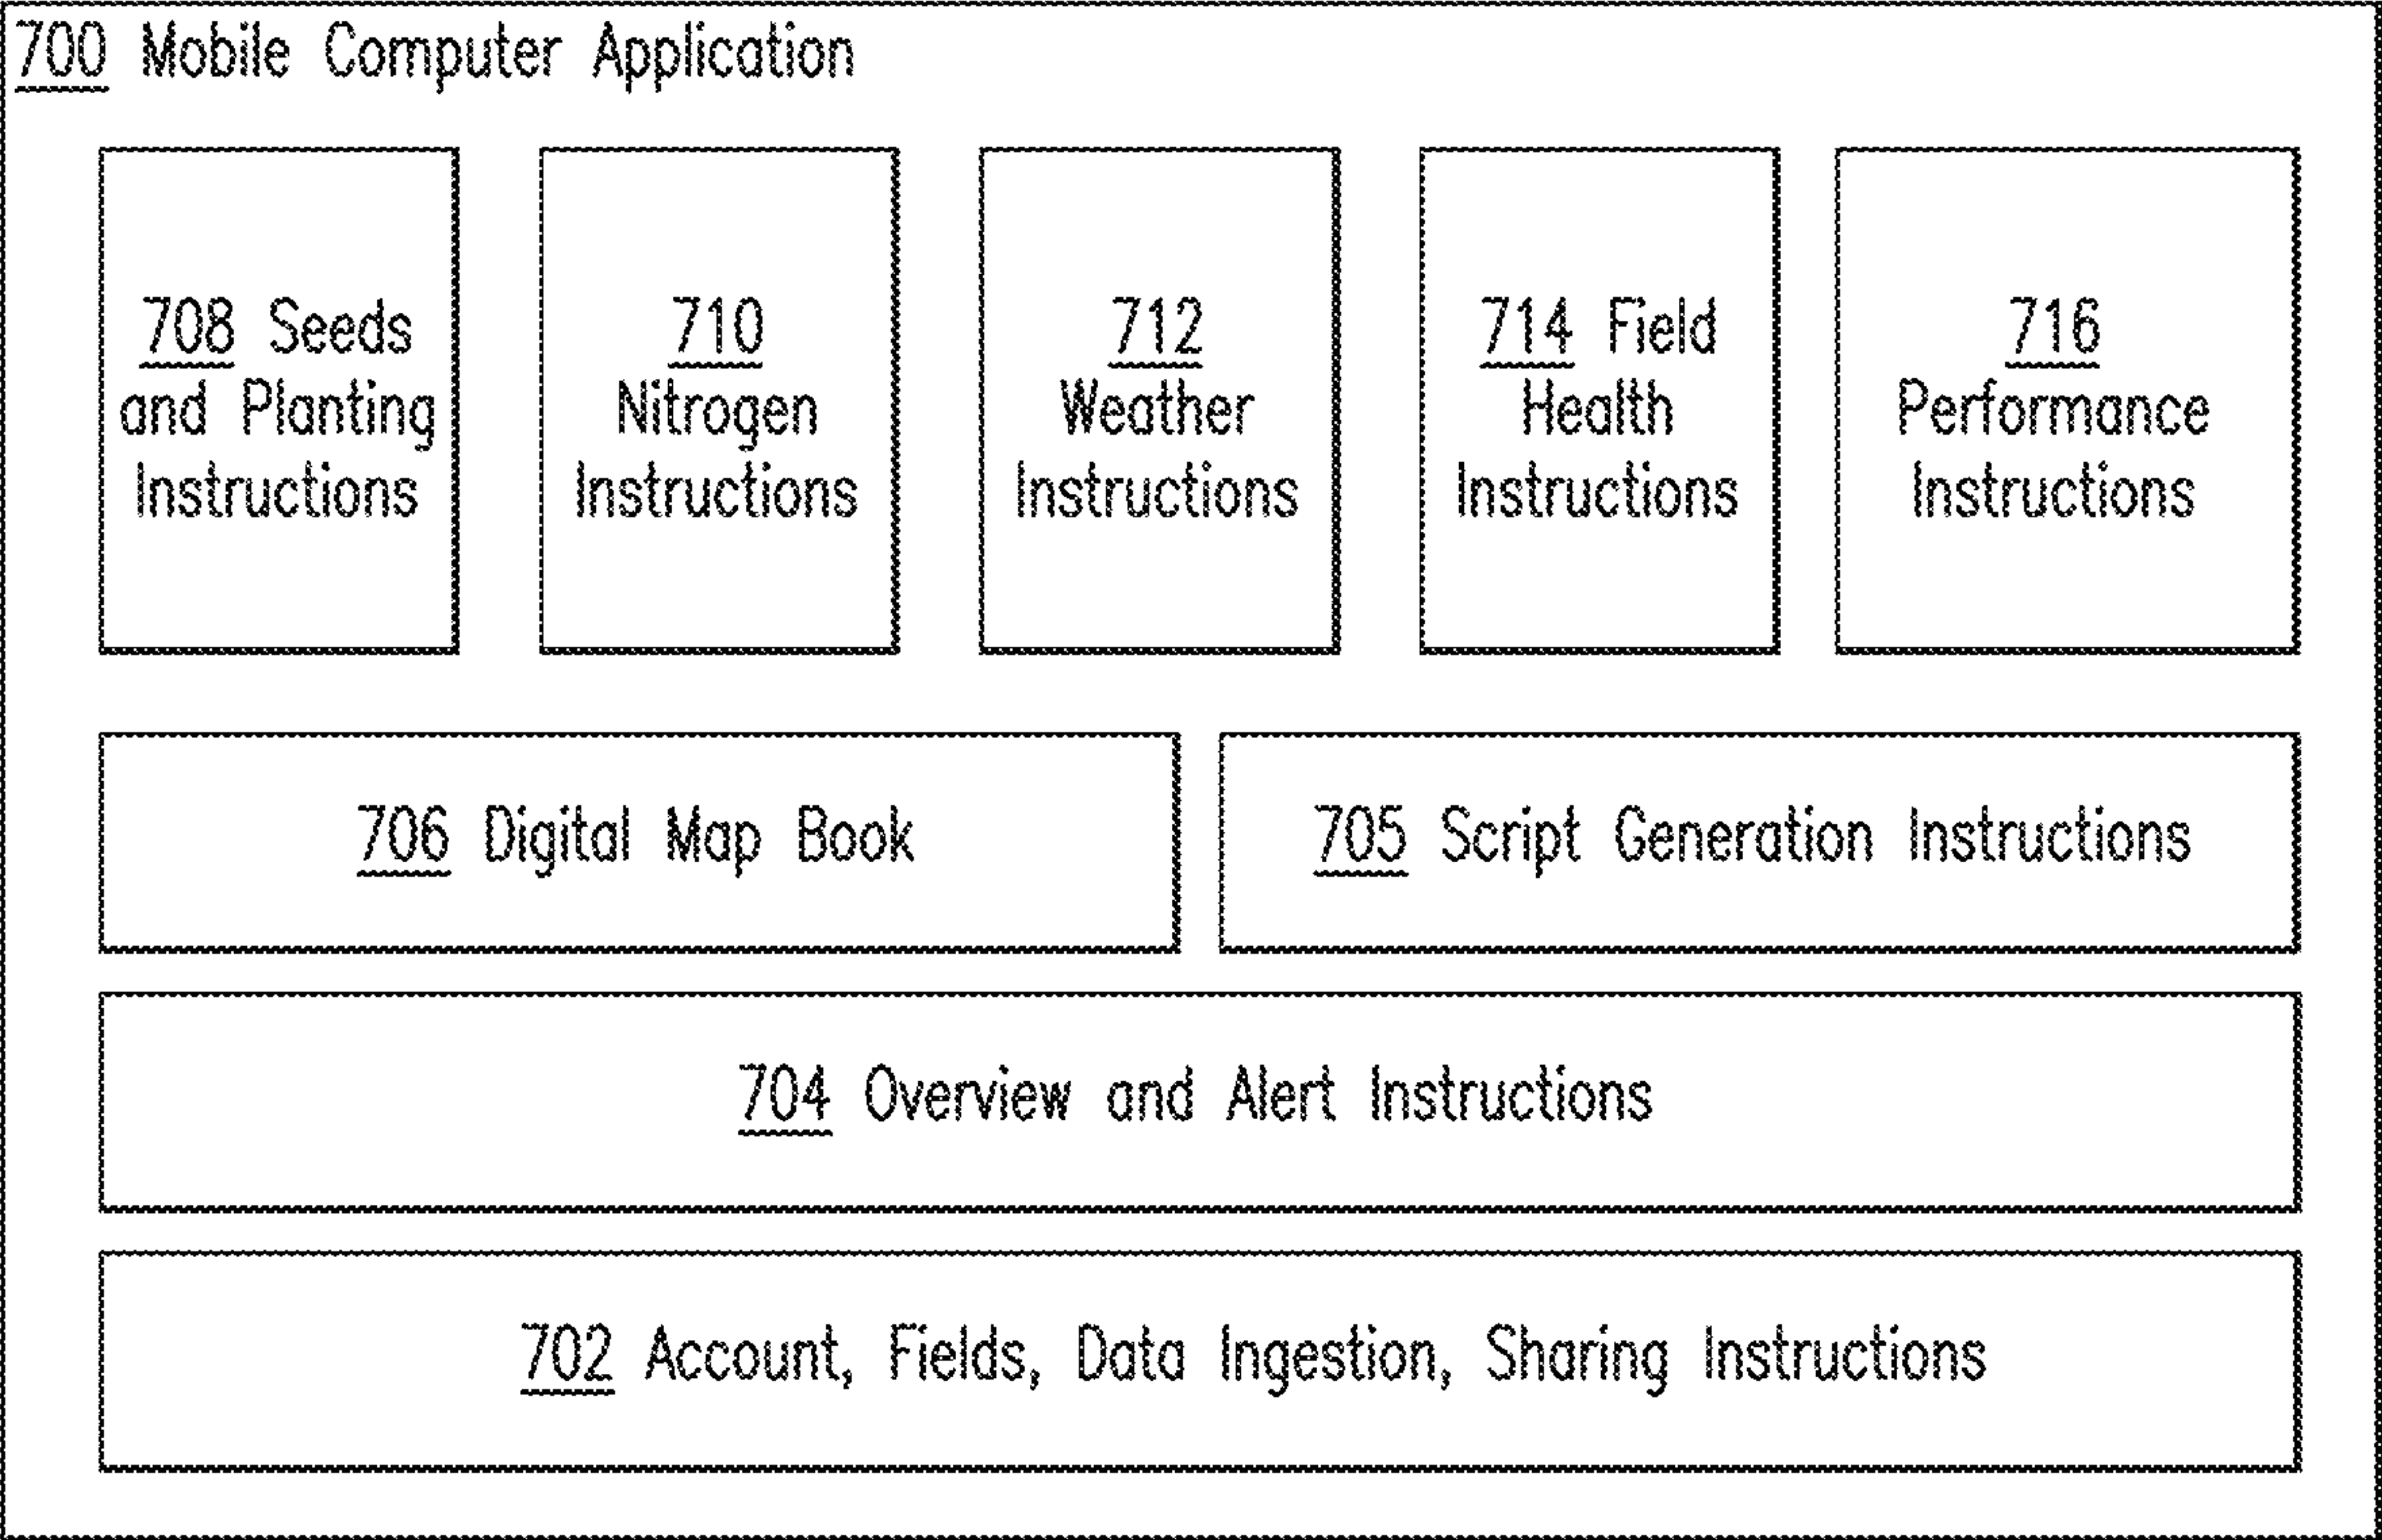 700 Mobile Computer Application
708 Seeds
and Planting
Instructions
710
Nitrogen
Instructions
712
Weather
Instructions
714 Field
Health
Instructions
716
Performance
Instructions
706 Digital Map Book
705 Script Generation Instructions
704 Overview and Alert Instructions
702 Account, Fields, Data Ingestion, Sharing Instructions